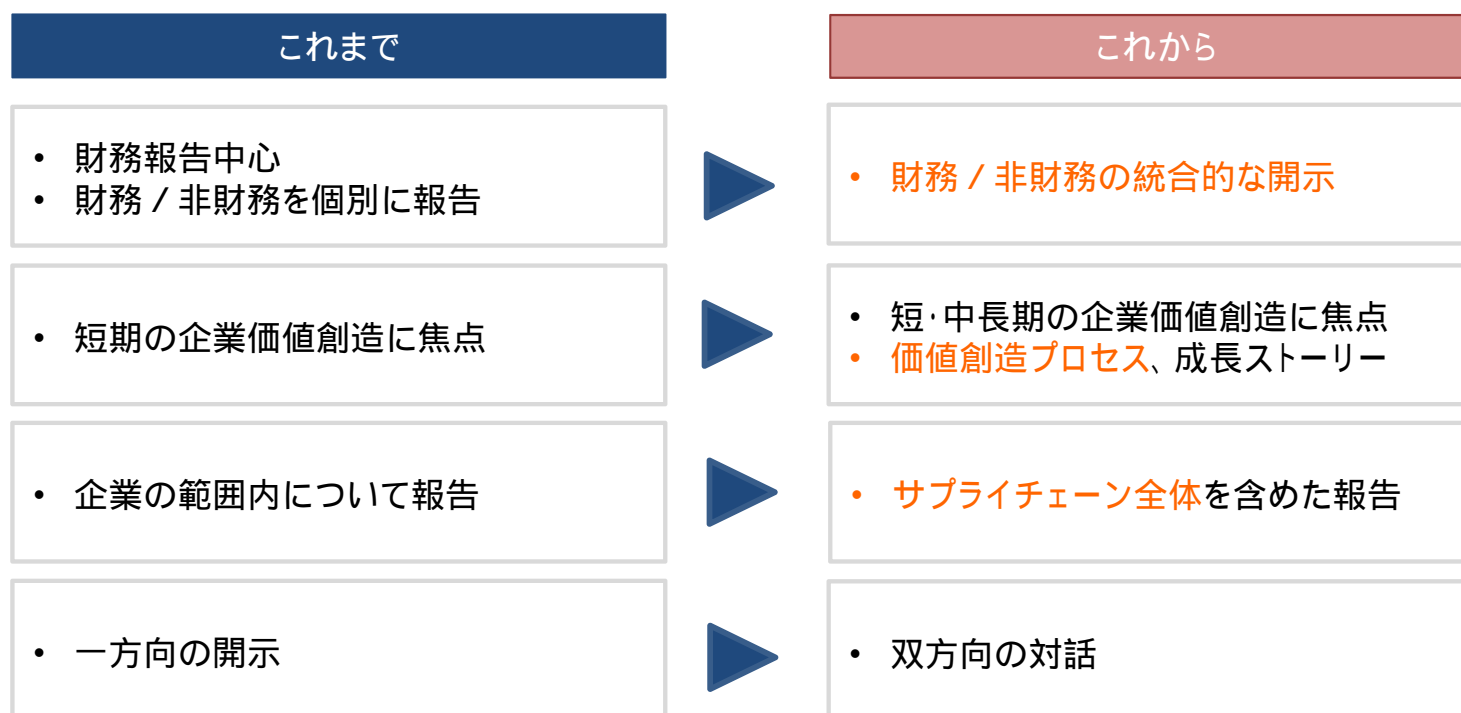 これまで
これから
• 財務報告中心
• 財務 / 非財務を個別に報告
• 財務 / 非財務の統合的な開示
• 短期の企業価値創造に焦点
• 短・中長期の企業価値創造に焦点
• 価値創造プロセス、成長ストーリー
• 企業の範囲内について報告
• サプライチェーン全体を含めた報告
• 一方向の開示
• 双方向の対話